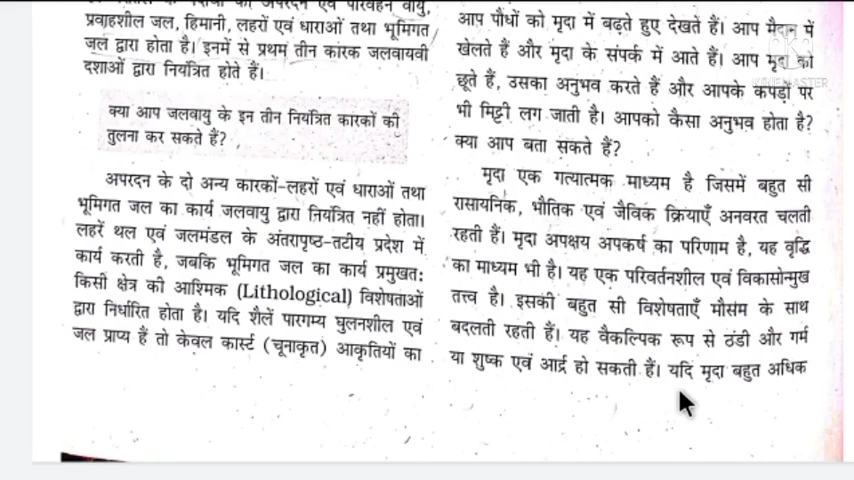 अपरदन एवं परिवहन वायु,
प्रवाहशील जल, हिमानी, लहरों एवं धाराओं तथा भूमिगत
जल द्वारा होता है। इनमें से प्रथम तीन कारक जलवायवी
दशाओं द्वारा नियंत्रित होते हैं।
क्या आप जलवायु के इन तीन नियंत्रित कारकों की
तुलना कर सकते हैं?
अपरदन के दो अन्य कारकों-लहरों एवं धाराओं तथा
भूमिगत जल का कार्य जलवायु द्वारा नियंत्रित नहीं होता।
लहरें थल एवं जलमंडल के अंतरापृष्ठ-तटीय प्रदेश में
कार्य करती है, जबकि भूमिगत जल का कार्य प्रमुखतः
किसी क्षेत्र की आश्मिक (Lithological) विशेषताओं
द्वारा निर्धारित होता है। यदि शैलें पारगम्य घुलनशील एवं
जल प्राप्य हैं तो केवल कार्स्ट (चूनाकृत) आकृतियों का
आप पौधों को मृदा में बढ़ते हुए देखते हैं। आप मैदान में
खेलते हैं और मृदा के संपर्क में आते हैं। आप मृदा को
छूते हैं, उसका अनुभव करते हैं और आपके कपड़ों पर
भी मिट्टी लग जाती है। आपको कैसा अनुभव होता है?
क्या आप बता सकते हैं?
मृदा एक गत्यात्मक माध्यम है जिसमें बहुत सी
रासायनिक, भौतिक एवं जैविक क्रियाएँ अनवरत चलती
रहती हैं। मृदा अपक्षय अपकर्ष का परिणाम है, यह वृद्धि
का माध्यम भी है। यह एक परिवर्तनशील एवं विकासोन्मुख
तत्त्व है। इसकी बहुत सी विशेषताएँ मौसम के साथ
बदलती रहती हैं। यह वैकल्पिक रूप से ठंडी और गर्म
या शुष्क एवं आर्द्र हो सकती हैं। यदि मृदा बहुत अधिक
KINEMASTER